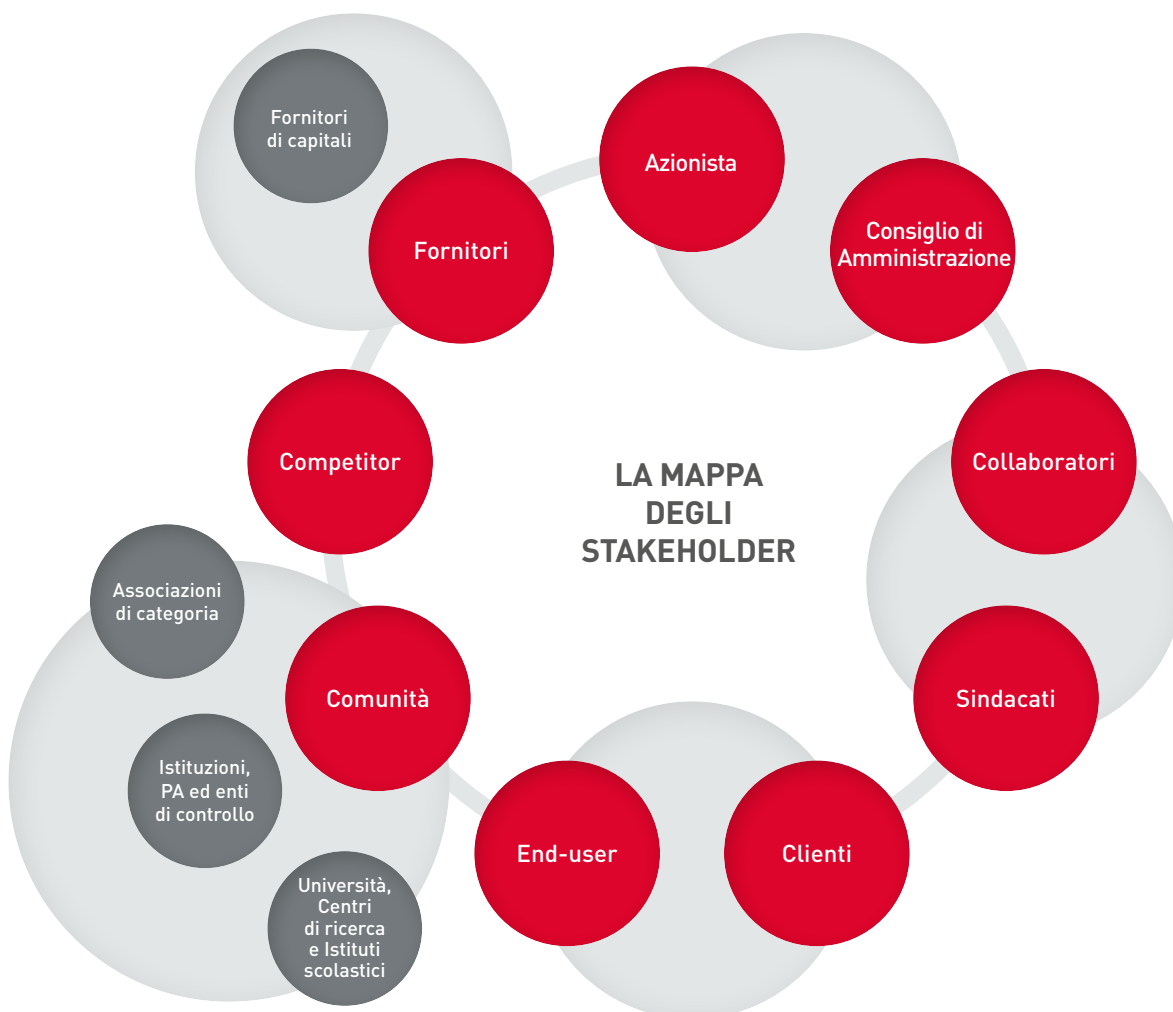 Fornitori
di capitali
Azionista
Fornitori
Consiglio di
Amministrazione
Competitor
LA MAPPA
DEGLI
STAKEHOLDER
Collaboratori
Associazioni
di categoria
Comunità
Sindacati
Istituzioni,
PA ed enti
di controllo
End-user
Clienti
Università,
Centri
di ricerca
e Istituti
scolastici